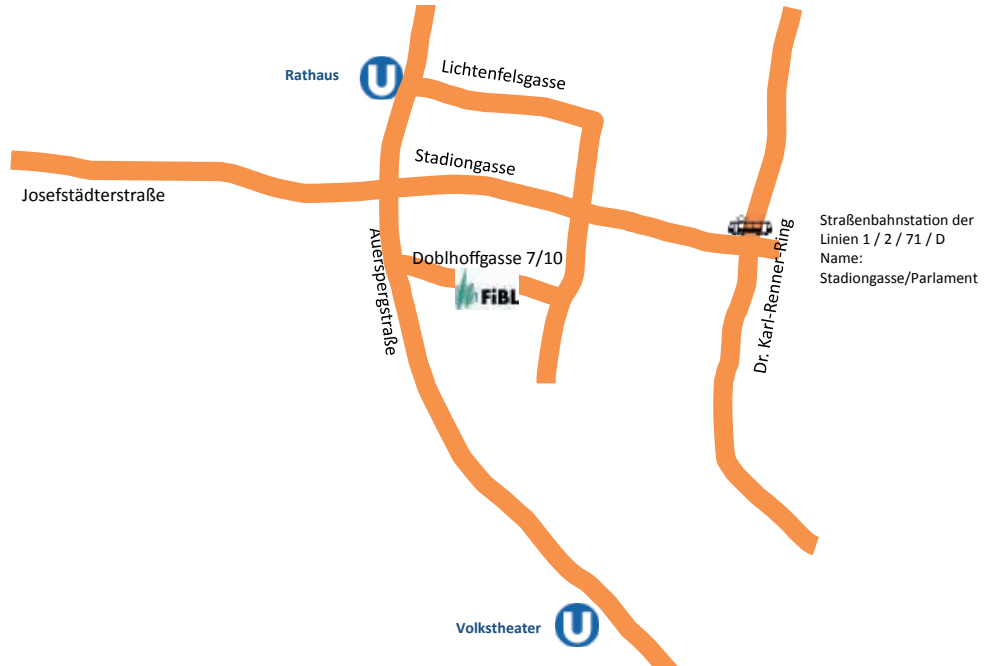 Rathaus
U
Lichtenfelsgasse
Stadiongasse
Josefstädterstraße
Straßenbahnstation der
Linien 1 / 2 / 71 / D
Name:
Stadiongasse/Parlament
Doblhoffgasse 7/10
FiBL
Auerspergstraße
Dr. Karl-Renner-Ring
Volkstheater
U